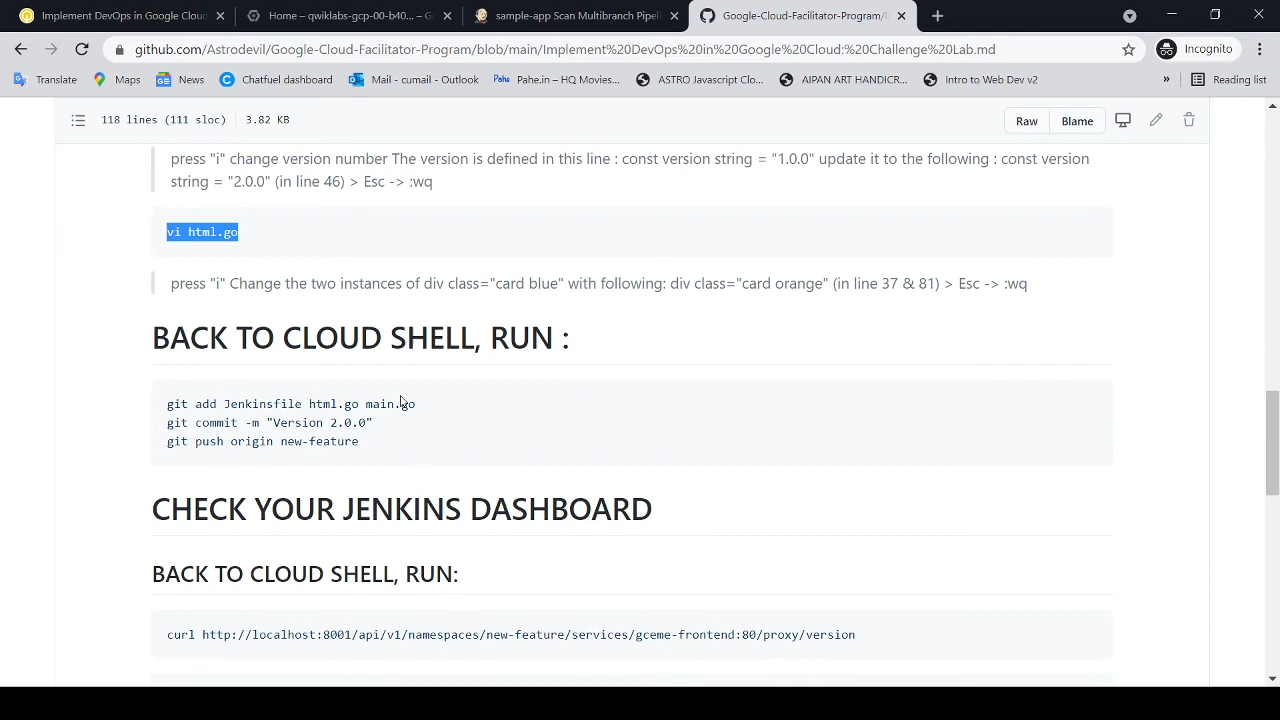 Implement DevOps in Google Cloud
Home – qwiklabs-gcp-00-b40... – G
sample-app Scan Multibranch Pipel
Google-Cloud-Facilitator-Program/I
github.com/Astrodevil/Google-Cloud-Facilitator-Program/blob/main/Implement%20DevOps%20in%20Google%20Cloud:%20Challenge%20Lab.md
Incognito
Translate
Maps
News
Chatfuel dashboard
Mail - cumail - Outlook
Pahe Pahe.in – HQ Movies...
ASTRO Javascript Clo...
AIPAN ART HANDICR...
Intro to Web Dev v2
»
Reading list
118 lines (111 sloc) 3.82 KB
Raw
Blame
press "i" change version number The version is defined in this line : const version string = "1.0.0" update it to the following : const version
string = "2.0.0" (in line 46) > Esc -> :wq
vi html.go
press "i" Change the two instances of div class="card blue" with following: div class="card orange" (in line 37 & 81) > Esc -> :wq
BACK TO CLOUD SHELL, RUN :
git add Jenkinsfile html.go main.go
git commit -m "Version 2.0.0"
git push origin new-feature
CHECK YOUR JENKINS DASHBOARD
BACK TO CLOUD SHELL, RUN:
curl http://localhost:8001/api/v1/namespaces/new-feature/services/gceme-frontend:80/proxy/version